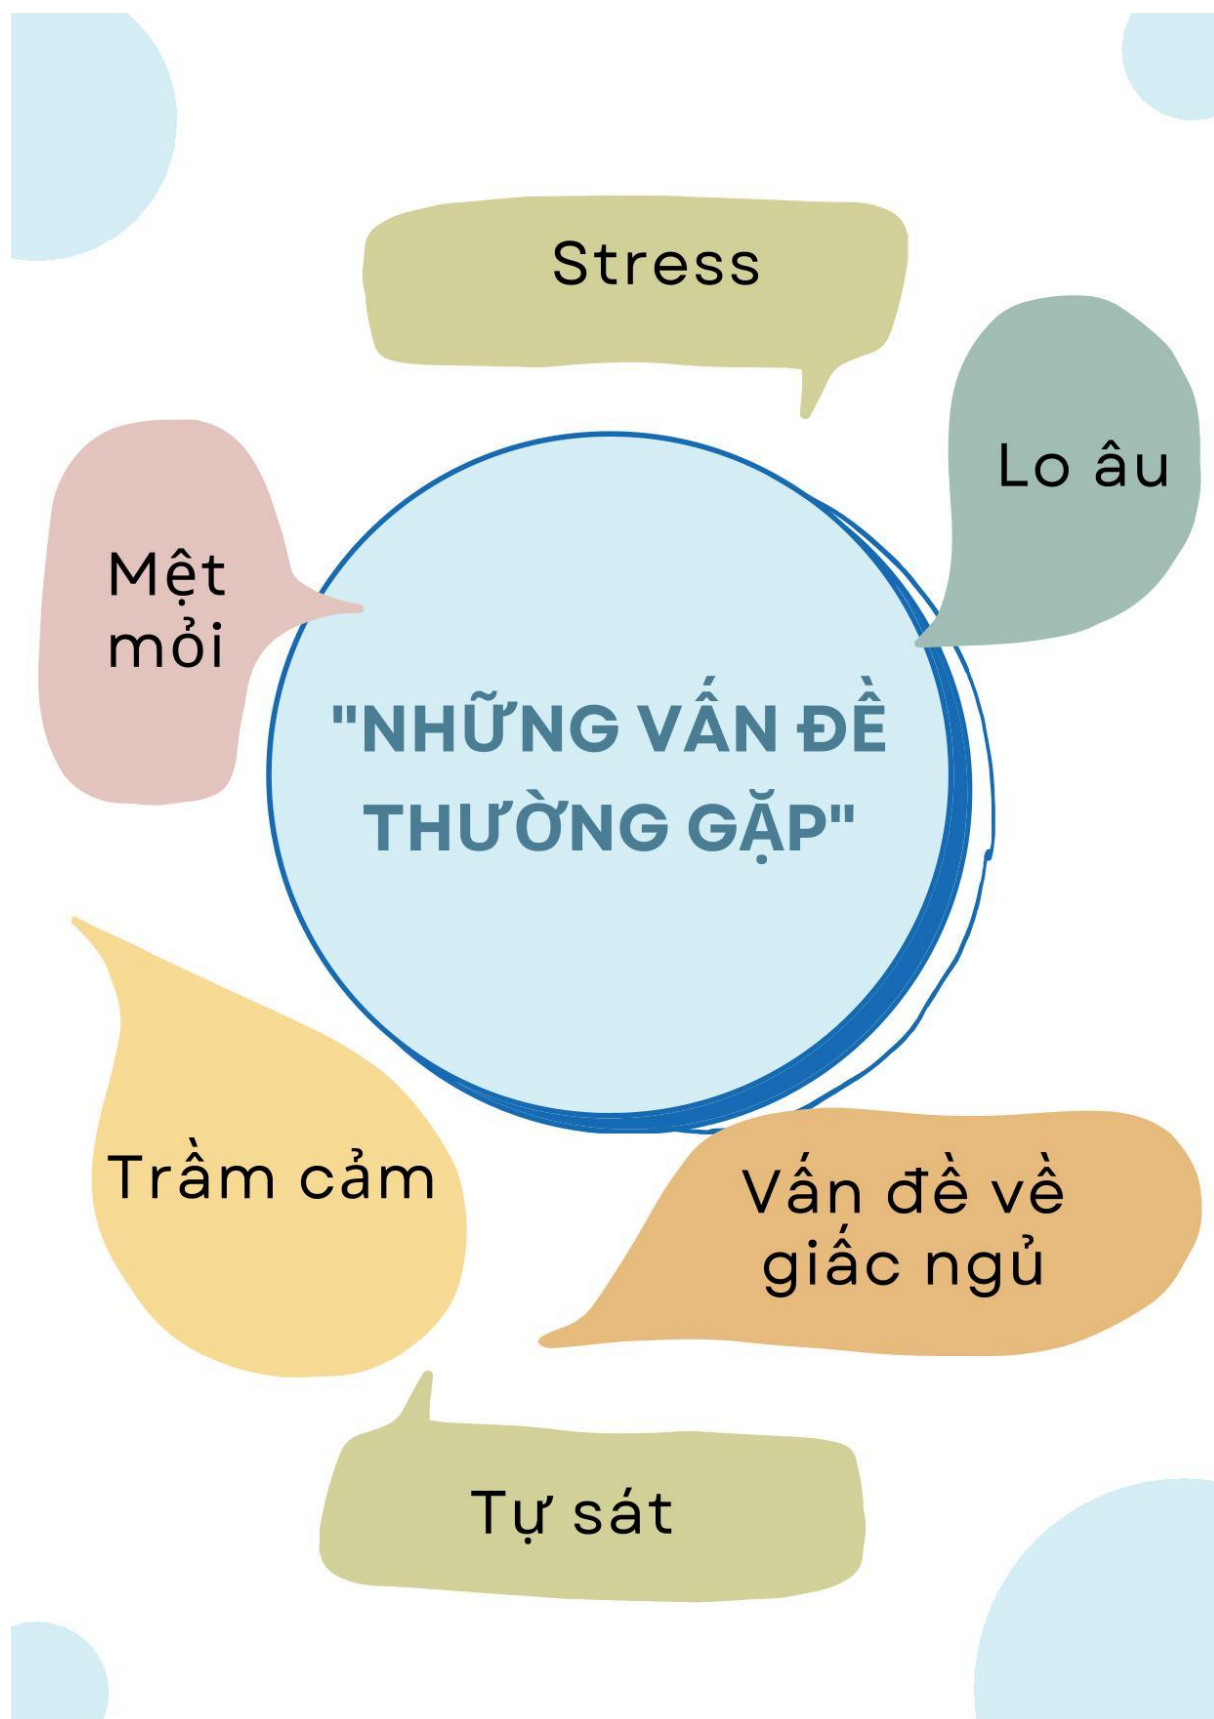 Stress
Lo âu
Mệt
mỏi
"NHỮNG VẤN ĐỀ
THƯỜNG GẶP"
Trầm cảm
Vấn đề về
giấc ngủ
Tự sát